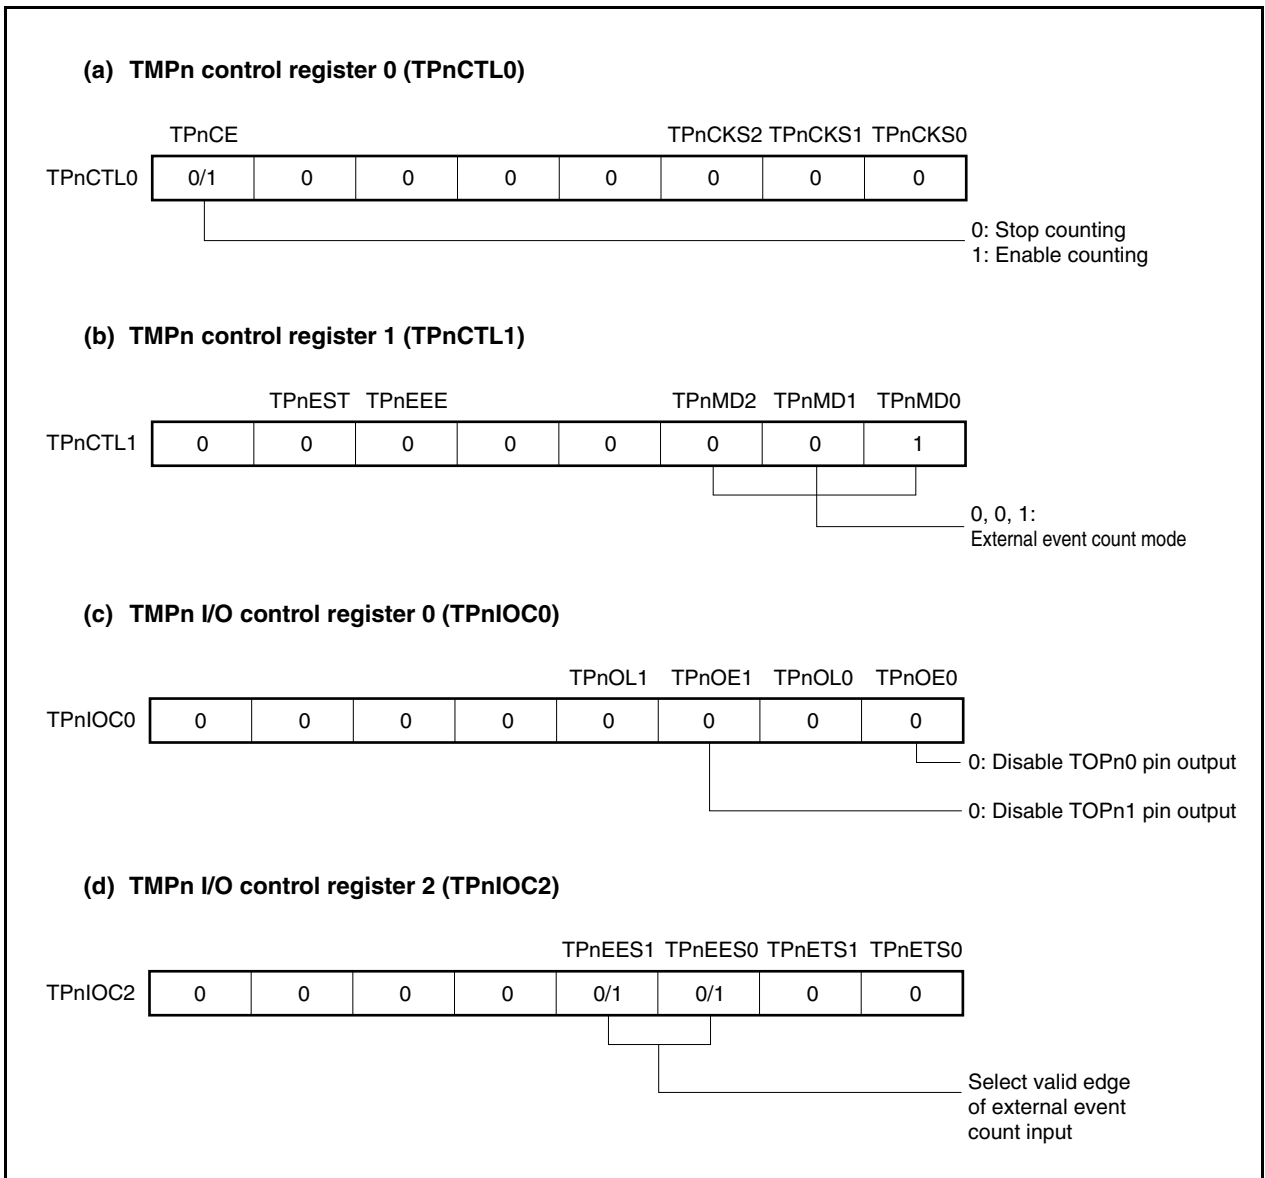 (a) TMPn control register 0 (TPnCTL0)
TPnCE TPnCKS2 TPnCKS1 TPnCKS0
TPnCTL0 0/1 0 0 0 0 0 0 0
0: Stop counting
1: Enable counting
(b) TMPn control register 1 (TPnCTL1)
TPnEST TPnEEE TPnMD2 TPnMD1 TPnMD0
TPnCTL1 0 0 0 0 0 0 0 1
0, 0, 1:
External event count mode
(c) TMPn I/O control register 0 (TPnIOC0)
TPnOL1 TPnOE1 TPnOL0 TPnOE0
TPnIOC0 0 0 0 0 0 0 0 0
0: Disable TOPn0 pin output
0: Disable TOPn1 pin output
(d) TMPn I/O control register 2 (TPnIOC2)
TPnEES1 TPnEES0 TPnETS1 TPnETS0
TPnIOC2 0 0 0 0 0/1 0/1 0 0
Select valid edge
of external event
count input